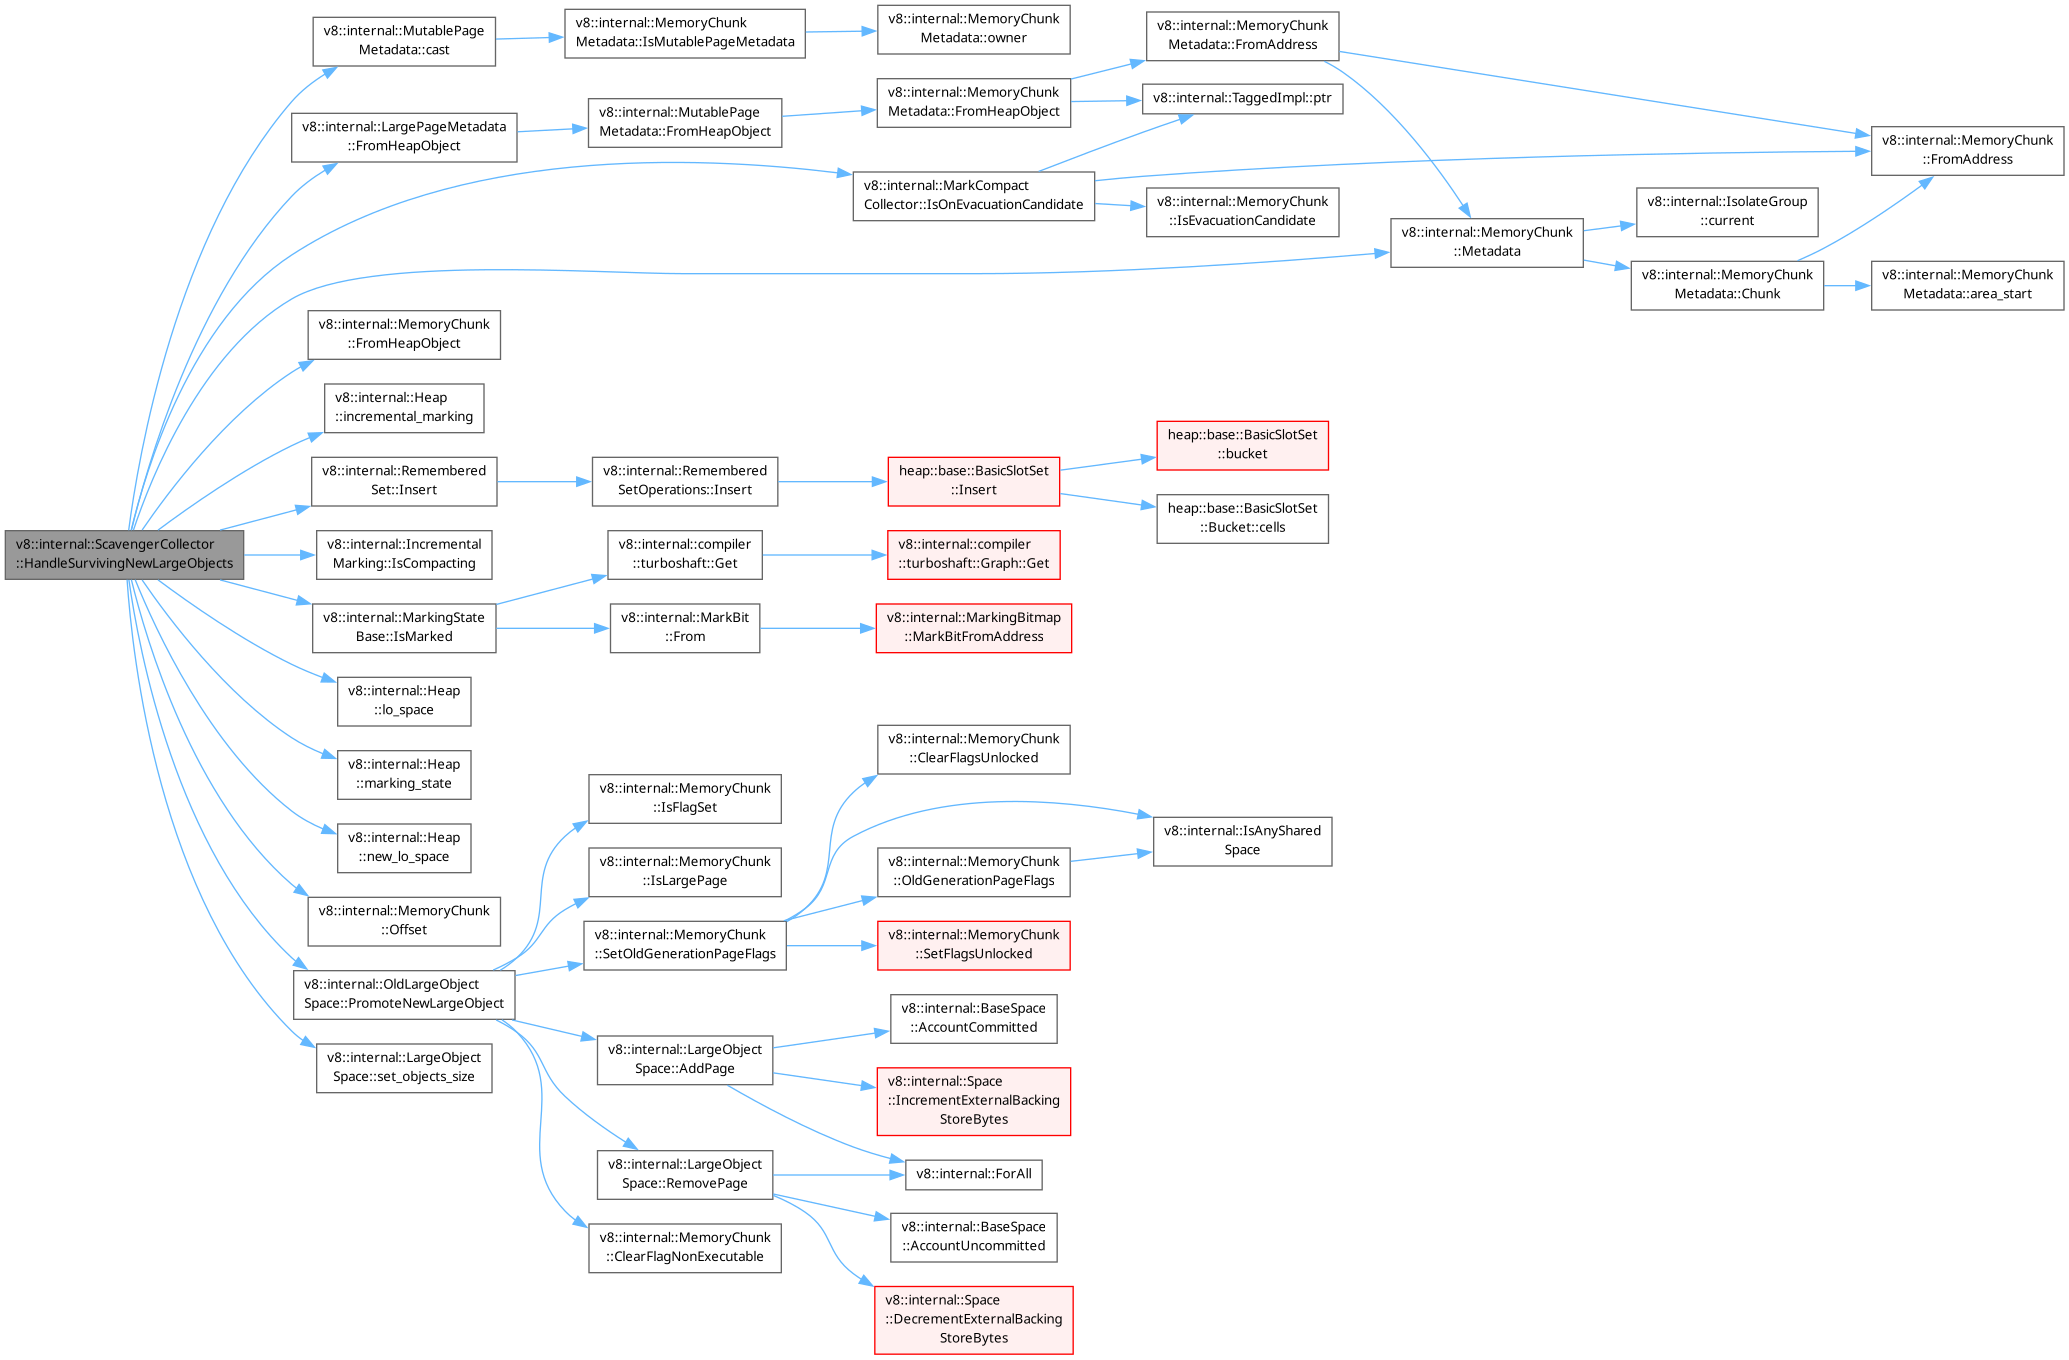 v8::internal::ScavengerCollector
::HandleSurvivingNewLargeObjects
v8::internal::MutablePage
Metadata::cast
v8::internal::MemoryChunk
Metadata::IsMutablePageMetadata
v8::internal::MemoryChunk
Metadata::owner
v8::internal::LargePageMetadata
::FromHeapObject
v8::internal::MutablePage
Metadata::FromHeapObject
v8::internal::MemoryChunk
Metadata::FromHeapObject
v8::internal::MemoryChunk
Metadata::FromAddress
v8::internal::TaggedImpl::ptr
v8::internal::MemoryChunk
::FromAddress
v8::internal::MarkCompact
Collector::IsOnEvacuationCandidate
v8::internal::MemoryChunk
::IsEvacuationCandidate
v8::internal::MemoryChunk
::Metadata
v8::internal::IsolateGroup
::current
v8::internal::MemoryChunk
Metadata::Chunk
v8::internal::MemoryChunk
Metadata::area_start
v8::internal::MemoryChunk
::FromHeapObject
v8::internal::Heap
::incremental_marking
v8::internal::Remembered
Set::Insert
v8::internal::Remembered
SetOperations::Insert
heap::base::BasicSlotSet
::Insert
heap::base::BasicSlotSet
::bucket
heap::base::BasicSlotSet
::Bucket::cells
v8::internal::Incremental
Marking::IsCompacting
v8::internal::MarkingState
Base::IsMarked
v8::internal::compiler
::turboshaft::Get
v8::internal::compiler
::turboshaft::Graph::Get
v8::internal::MarkBit
::From
v8::internal::MarkingBitmap
::MarkBitFromAddress
v8::internal::Heap
::lo_space
v8::internal::Heap
::marking_state
v8::internal::Heap
::new_lo_space
v8::internal::MemoryChunk
::Offset
v8::internal::OldLargeObject
Space::PromoteNewLargeObject
v8::internal::LargeObject
Space::set_objects_size
v8::internal::MemoryChunk
::IsFlagSet
v8::internal::MemoryChunk
::IsLargePage
v8::internal::MemoryChunk
::SetOldGenerationPageFlags
v8::internal::MemoryChunk
::ClearFlagsUnlocked
v8::internal::MemoryChunk
::OldGenerationPageFlags
v8::internal::IsAnyShared
Space
v8::internal::MemoryChunk
::SetFlagsUnlocked
v8::internal::LargeObject
Space::AddPage
v8::internal::BaseSpace
::AccountCommitted
v8::internal::Space
::IncrementExternalBacking
StoreBytes
v8::internal::ForAll
v8::internal::LargeObject
Space::RemovePage
v8::internal::BaseSpace
::AccountUncommitted
v8::internal::Space
::DecrementExternalBacking
StoreBytes
v8::internal::MemoryChunk
::ClearFlagNonExecutable